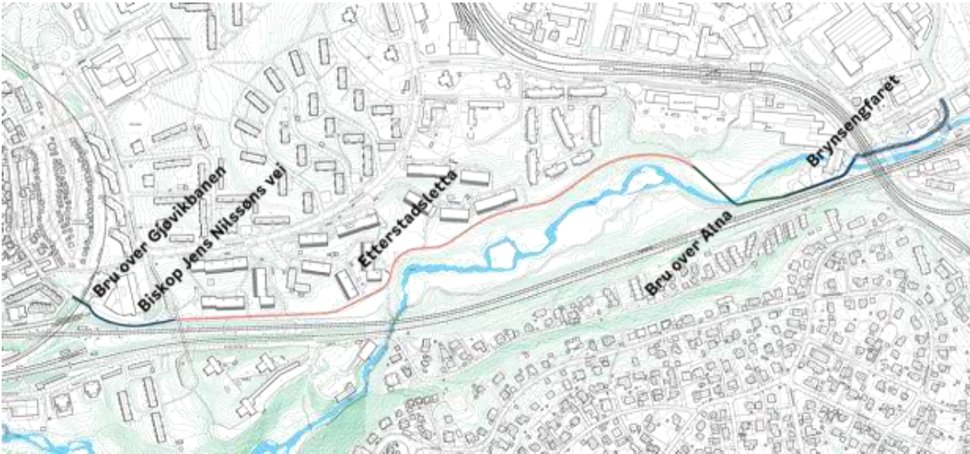 Bru over Gjøvikbanen
Biskop Jens Nilssøns vei
Etterstadsletta
Bru over Alna
Brynsengfaret